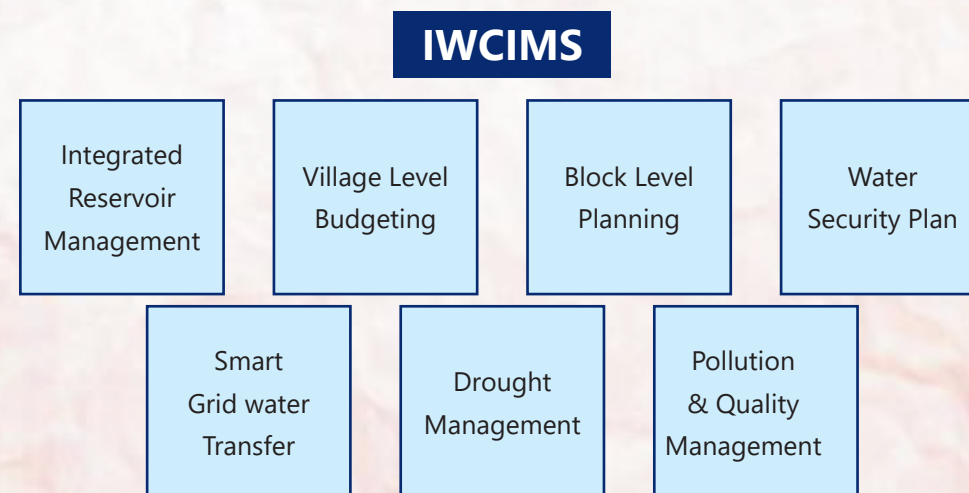 IWCIMS
Integrated
Reservoir
Management
Village Level
Budgeting
Block Level
Planning
Water
Security Plan
Smart
Grid water
Transfer
Drought
Management
Pollution
& Quality
Management